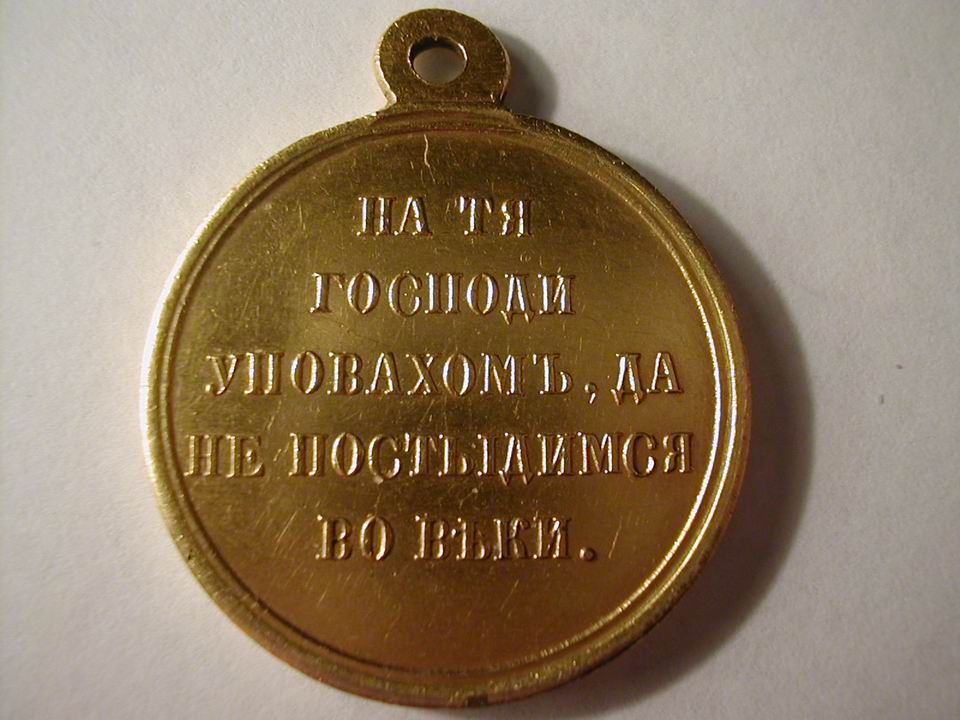 НА ТЯ
ГОСПОДИ
УПОВАХОМЪ, ДА
НЕ ПОСТЫДИМСЯ
ВО ВѢКИ.